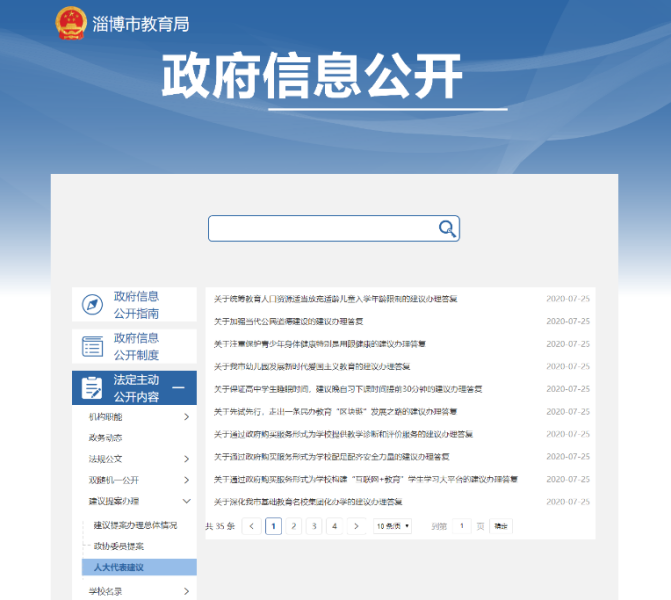 淄博市教育局
政府信息公开
政府信息
公开指南
政府信息
公开制度
法定主动
公开内容
机构职能
政务动态
法规公文
双随机一公开
建议提案办理
建议提案办理总体情况
政协委员提案
人大代表建议
学校名录
关于统筹教育人口资源适当放宽适龄儿童入学年龄限制的建议办理答复 2020-07-25
关于加强当代公民道德建设的建议办理答复 2020-07-25
关于注重保护青少年身体健康特别是用眼健康的建议办理答复 2020-07-25
关于我市幼儿园发展新时代爱国主义教育的建议办理答复 2020-07-25
关于保证高中学生睡眠时间，建议晚自习下课时间提前30分钟的建议办理答复 2020-07-25
关于先试先行，走出一条民办教育“区块链”发展之路的建议办理答复 2020-07-25
关于通过政府购买服务形式为学校提供教学诊断和评价服务的建议办理答复 2020-07-25
关于通过政府购买服务形式为学校配足配齐安全力量的建议办理答复 2020-07-25
关于通过政府购买服务形式为学校构建“互联网+教育”学生学习大平台的建议办理答复 2020-07-25
关于深化我市基础教育名校集团化办学的建议办理答复 2020-07-25
共 35 条 < 1 2 3 4 > 10 条/页 到第 1 页 确定